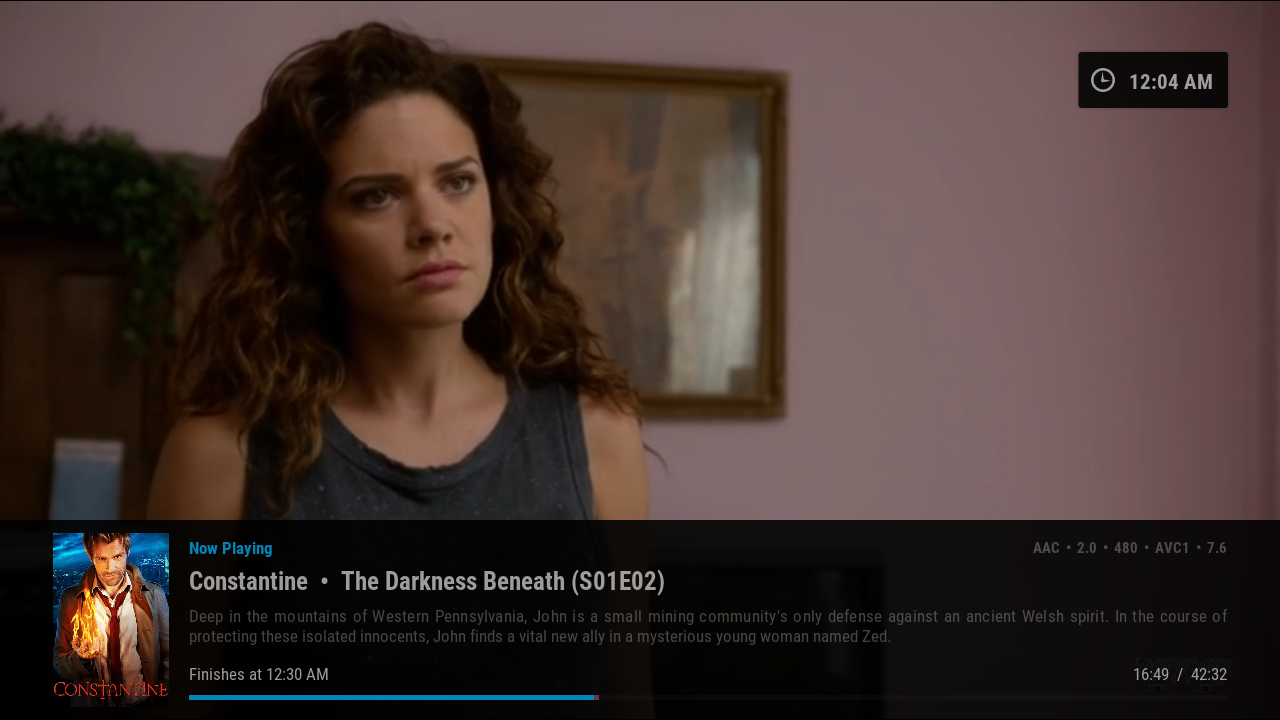 12:04 AM
Now Playing
AAC • 2.0 • 480 • AVC1 • 7.6
Constantine • The Darkness Beneath (S01E02)
Deep in the mountains of Western Pennsylvania, John is a small mining community's only defense against an ancient Welsh spirit. In the course of
protecting these isolated innocents, John finds a vital new ally in a mysterious young woman named Zed.
Finishes at 12:30 AM
16:49 / 42:32
CONSTANTINE